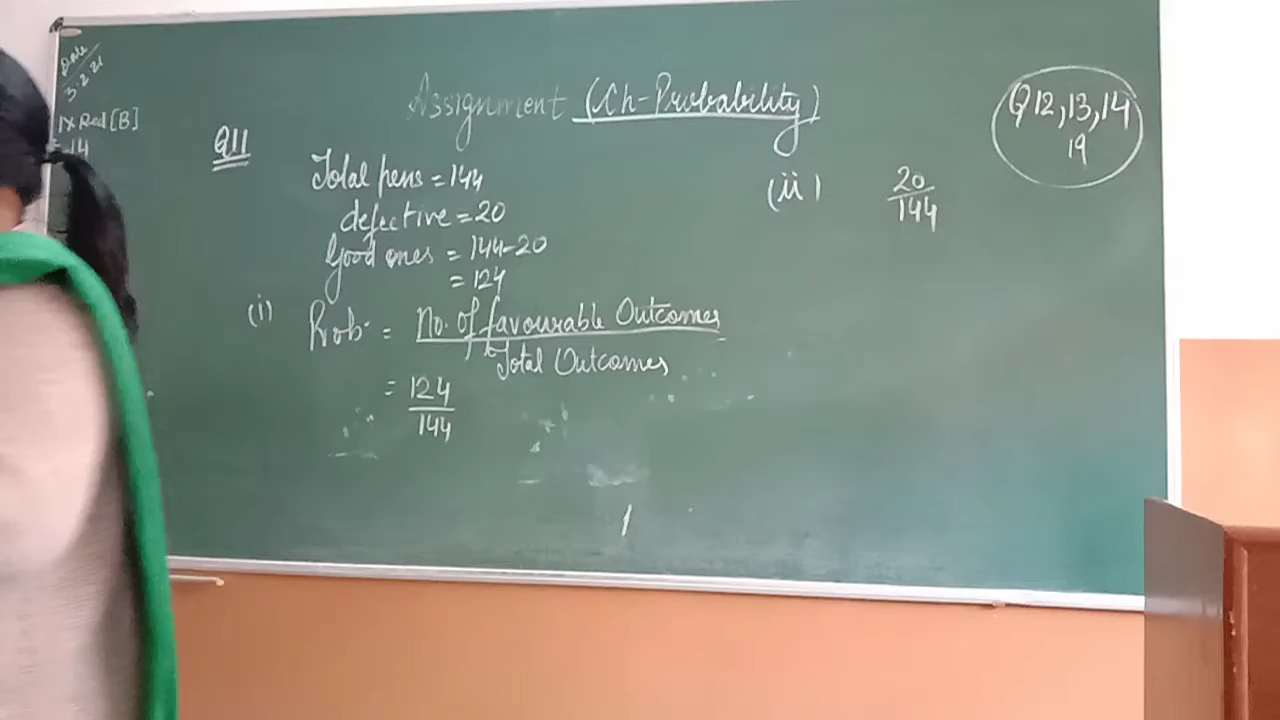 Date
3.2.21
IX Red [B]
14
Assignment (Ch-Probability)
Q12,13,14
19
Q11
Total pens = 144
defective = 20
Good ones = 144-20
= 124
(i)
Prob. = No. of favourable Outcomes
Total Outcomes
= 124
144
(ii) 20
144